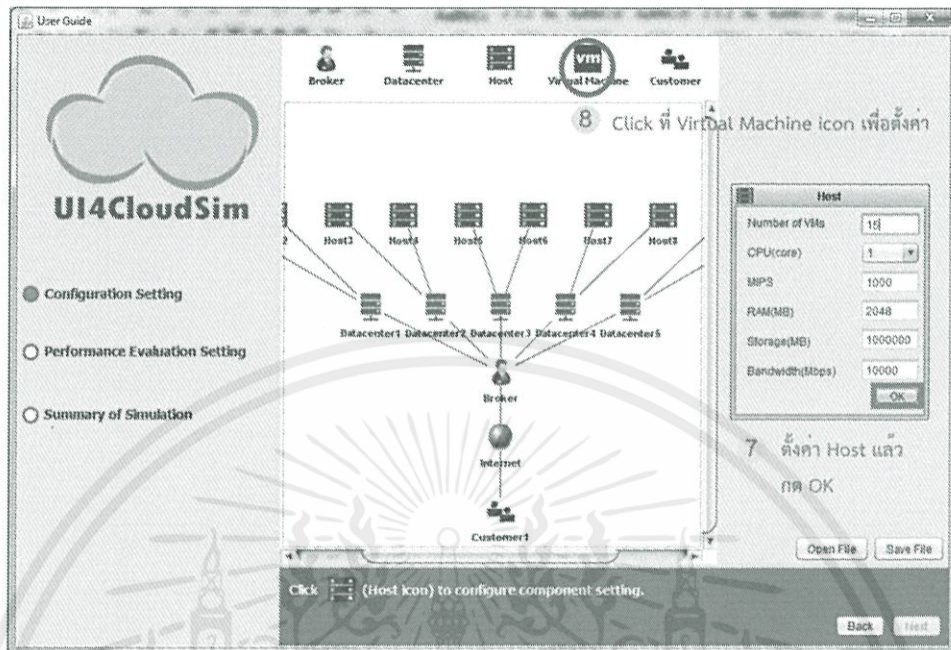 User Guide
Broker
Datacenter
Host
Virtual Machine
Customer
8 Click ที่ Virtual Machine icon เพื่อตั้งค่า
UI4CloudSim
Host3
Host4
Host5
Host6
Host7
Host8
Datacenter1
Datacenter2
Datacenter3
Datacenter4
Datacenter5
Broker
Internet
Customer1
Configuration Setting
Performance Evaluation Setting
Summary of Simulation
Host
Number of VMs 15
CPU(core) 1
MIPS 1000
RAM(MB) 2048
Storage(MB) 1000000
Bandwidth(Mbps) 10000
OK
7 ตั้งค่า Host แล้ว
กด OK
Open File
Save File
Click (Host icon) to configure component setting.
Back
Next